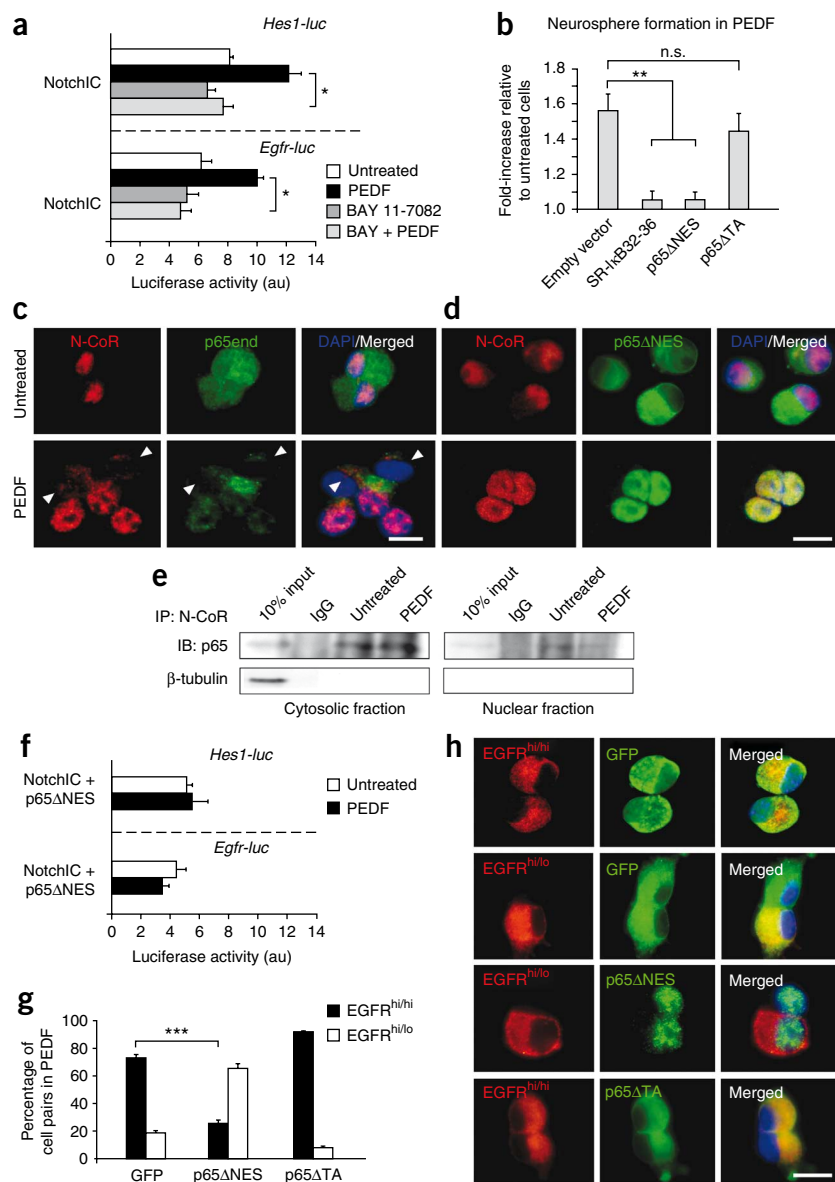 a
Hes1-luc
NotchIC
*
Egfr-luc
NotchIC
*
Untreated
PEDF
BAY 11-7082
BAY + PEDF
0 2 4 6 8 10 12 14
Luciferase activity (au)
b
Neurosphere formation in PEDF
n.s.
**
Fold-increase relative
to untreated cells
1.8
1.6
1.4
1.2
1.0
Empty vector
SR-IκB32-36
p65ΔNES
p65ΔTA
c
Untreated
N-CoR
p65end
DAPI/Merged
PEDF
d
N-CoR
p65ΔNES
DAPI/Merged
e
IP: N-CoR
10% input
IgG
Untreated
PEDF
10% input
IgG
Untreated
PEDF
IB: p65
β-tubulin
Cytosolic fraction
Nuclear fraction
f
Hes1-luc
NotchIC +
p65ΔNES
Untreated
PEDF
Egfr-luc
NotchIC +
p65ΔNES
0 2 4 6 8 10 12 14
Luciferase activity (au)
g
EGFRhi/hi
EGFRhi/lo
***
Percentage of
cell pairs in PEDF
100
80
60
40
20
0
GFP
p65ΔNES
p65ΔTA
h
EGFRhi/hi
GFP
Merged
EGFRhi/lo
GFP
Merged
EGFRhi/lo
p65ΔNES
Merged
EGFRhi/hi
p65ΔTA
Merged